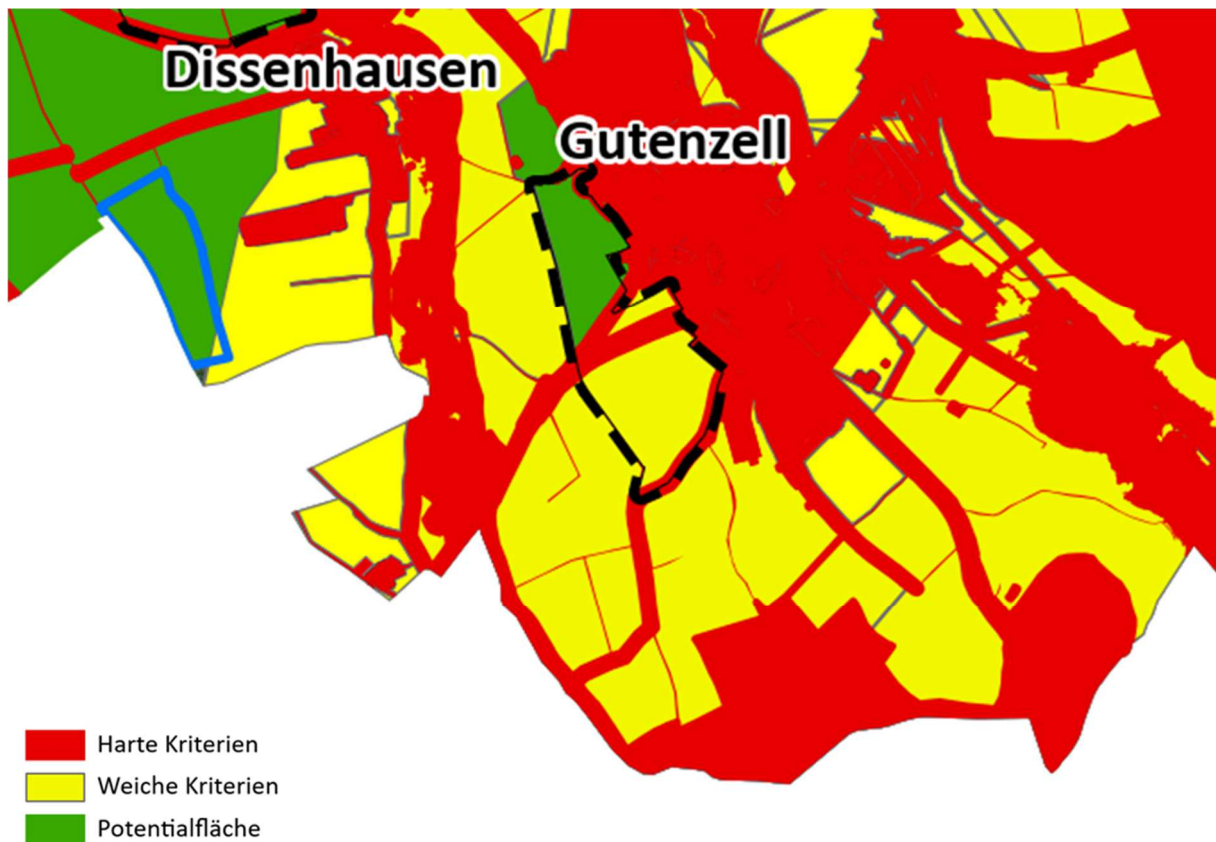 Dissenhausen
Gutenzell
Harte Kriterien
Weiche Kriterien
Potentialfläche